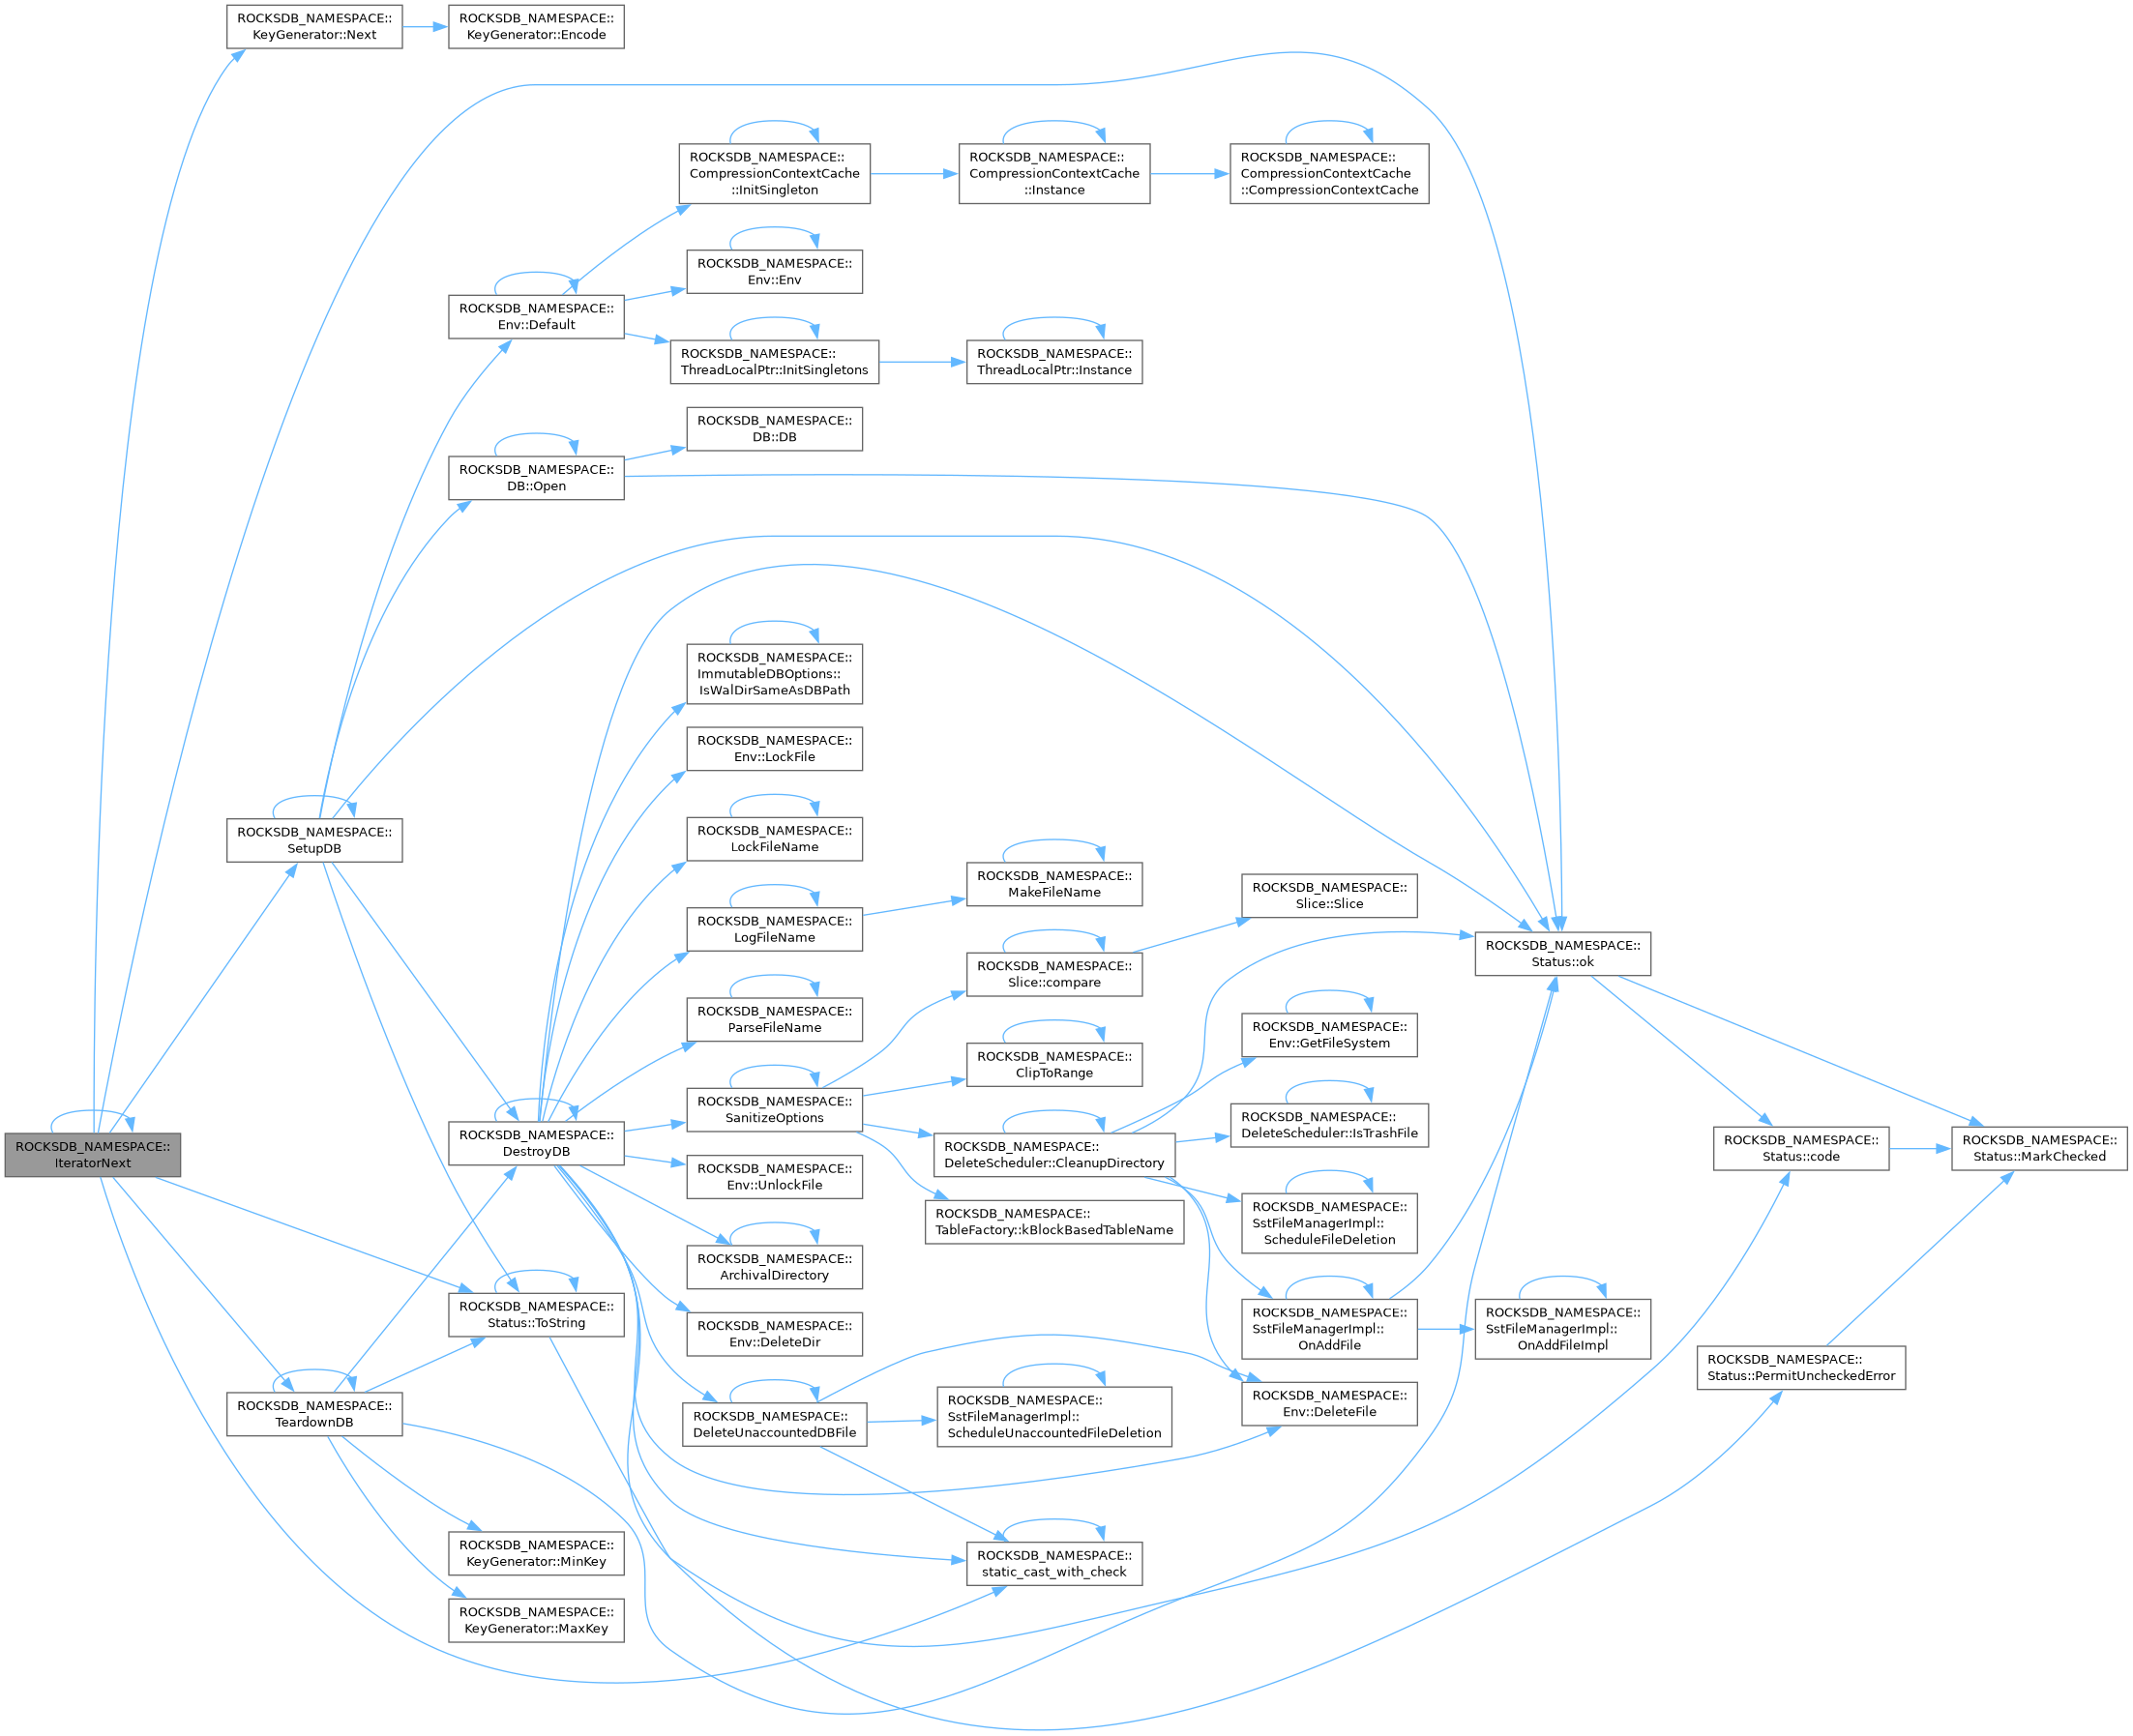 ROCKSDB_NAMESPACE::
KeyGenerator::Next
ROCKSDB_NAMESPACE::
KeyGenerator::Encode
ROCKSDB_NAMESPACE::
CompressionContextCache
::InitSingleton
ROCKSDB_NAMESPACE::
CompressionContextCache
::Instance
ROCKSDB_NAMESPACE::
CompressionContextCache
::CompressionContextCache
ROCKSDB_NAMESPACE::
Env::Env
ROCKSDB_NAMESPACE::
Env::Default
ROCKSDB_NAMESPACE::
ThreadLocalPtr::InitSingletons
ROCKSDB_NAMESPACE::
ThreadLocalPtr::Instance
ROCKSDB_NAMESPACE::
DB::DB
ROCKSDB_NAMESPACE::
DB::Open
ROCKSDB_NAMESPACE::
ImmutableDBOptions::
IsWalDirSameAsDBPath
ROCKSDB_NAMESPACE::
Env::LockFile
ROCKSDB_NAMESPACE::
SetupDB
ROCKSDB_NAMESPACE::
LockFileName
ROCKSDB_NAMESPACE::
MakeFileName
ROCKSDB_NAMESPACE::
Slice::Slice
ROCKSDB_NAMESPACE::
LogFileName
ROCKSDB_NAMESPACE::
Status::ok
ROCKSDB_NAMESPACE::
Slice::compare
ROCKSDB_NAMESPACE::
ParseFileName
ROCKSDB_NAMESPACE::
Env::GetFileSystem
ROCKSDB_NAMESPACE::
ClipToRange
ROCKSDB_NAMESPACE::
SanitizeOptions
ROCKSDB_NAMESPACE::
DeleteScheduler::IsTrashFile
ROCKSDB_NAMESPACE::
IteratorNext
ROCKSDB_NAMESPACE::
DestroyDB
ROCKSDB_NAMESPACE::
DeleteScheduler::CleanupDirectory
ROCKSDB_NAMESPACE::
Status::code
ROCKSDB_NAMESPACE::
Status::MarkChecked
ROCKSDB_NAMESPACE::
Env::UnlockFile
ROCKSDB_NAMESPACE::
TableFactory::kBlockBasedTableName
ROCKSDB_NAMESPACE::
SstFileManagerImpl::
ScheduleFileDeletion
ROCKSDB_NAMESPACE::
ArchivalDirectory
ROCKSDB_NAMESPACE::
Status::ToString
ROCKSDB_NAMESPACE::
Env::DeleteDir
ROCKSDB_NAMESPACE::
SstFileManagerImpl::
OnAddFile
ROCKSDB_NAMESPACE::
SstFileManagerImpl::
OnAddFileImpl
ROCKSDB_NAMESPACE::
Status::PermitUncheckedError
ROCKSDB_NAMESPACE::
TeardownDB
ROCKSDB_NAMESPACE::
DeleteUnaccountedDBFile
ROCKSDB_NAMESPACE::
SstFileManagerImpl::
ScheduleUnaccountedFileDeletion
ROCKSDB_NAMESPACE::
Env::DeleteFile
ROCKSDB_NAMESPACE::
KeyGenerator::MinKey
ROCKSDB_NAMESPACE::
static_cast_with_check
ROCKSDB_NAMESPACE::
KeyGenerator::MaxKey